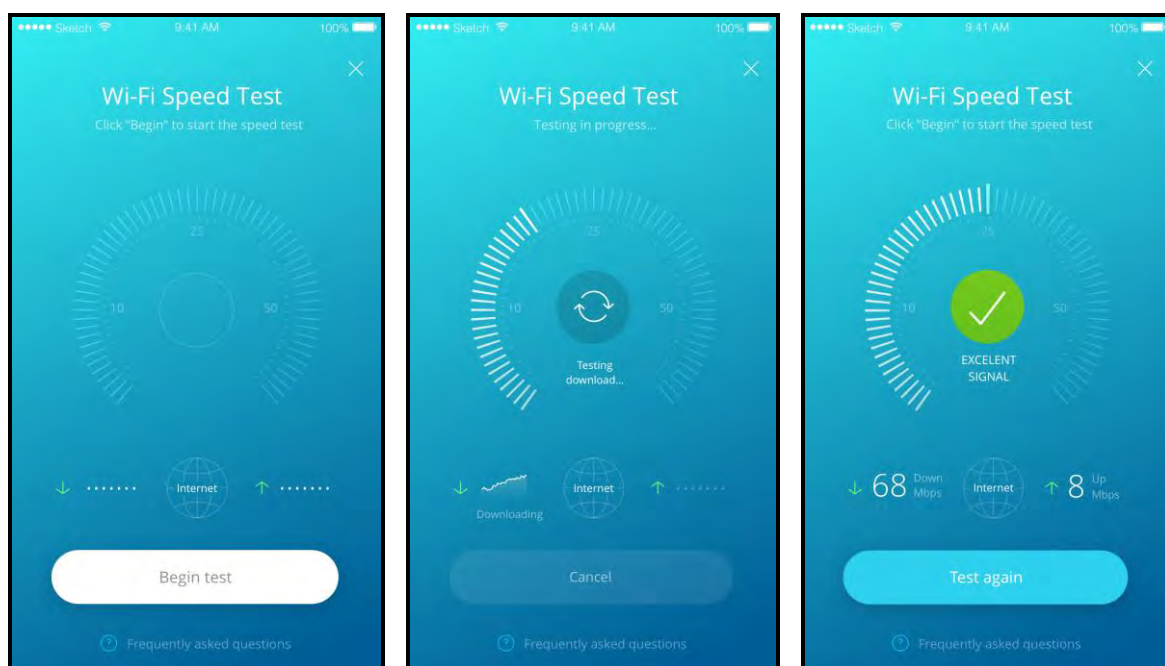 Sketch 9:41 AM 100%
Wi-Fi Speed Test
Click "Begin" to start the speed test
25
10 50
Internet
Begin test
? Frequently asked questions
Sketch 9:41 AM 100%
Wi-Fi Speed Test
Testing in progress...
25
10 50
Testing
download...
Internet
Downloading
Cancel
? Frequently asked questions
Sketch 9:41 AM 100%
Wi-Fi Speed Test
Click "Begin" to start the speed test
25
10 50
EXCELENT
SIGNAL
68 Down Mbps Internet 8 Up Mbps
Test again
? Frequently asked questions